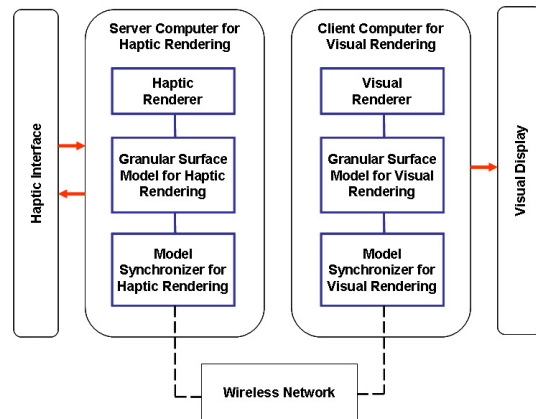 Haptic Interface
Server Computer for
Haptic Rendering
Haptic
Renderer
Granular Surface
Model for Haptic
Rendering
Model
Synchronizer for
Haptic Rendering
Client Computer for
Visual Rendering
Visual
Renderer
Granular Surface
Model for Visual
Rendering
Model
Synchronizer for
Visual Rendering
Visual Display
Wireless Network